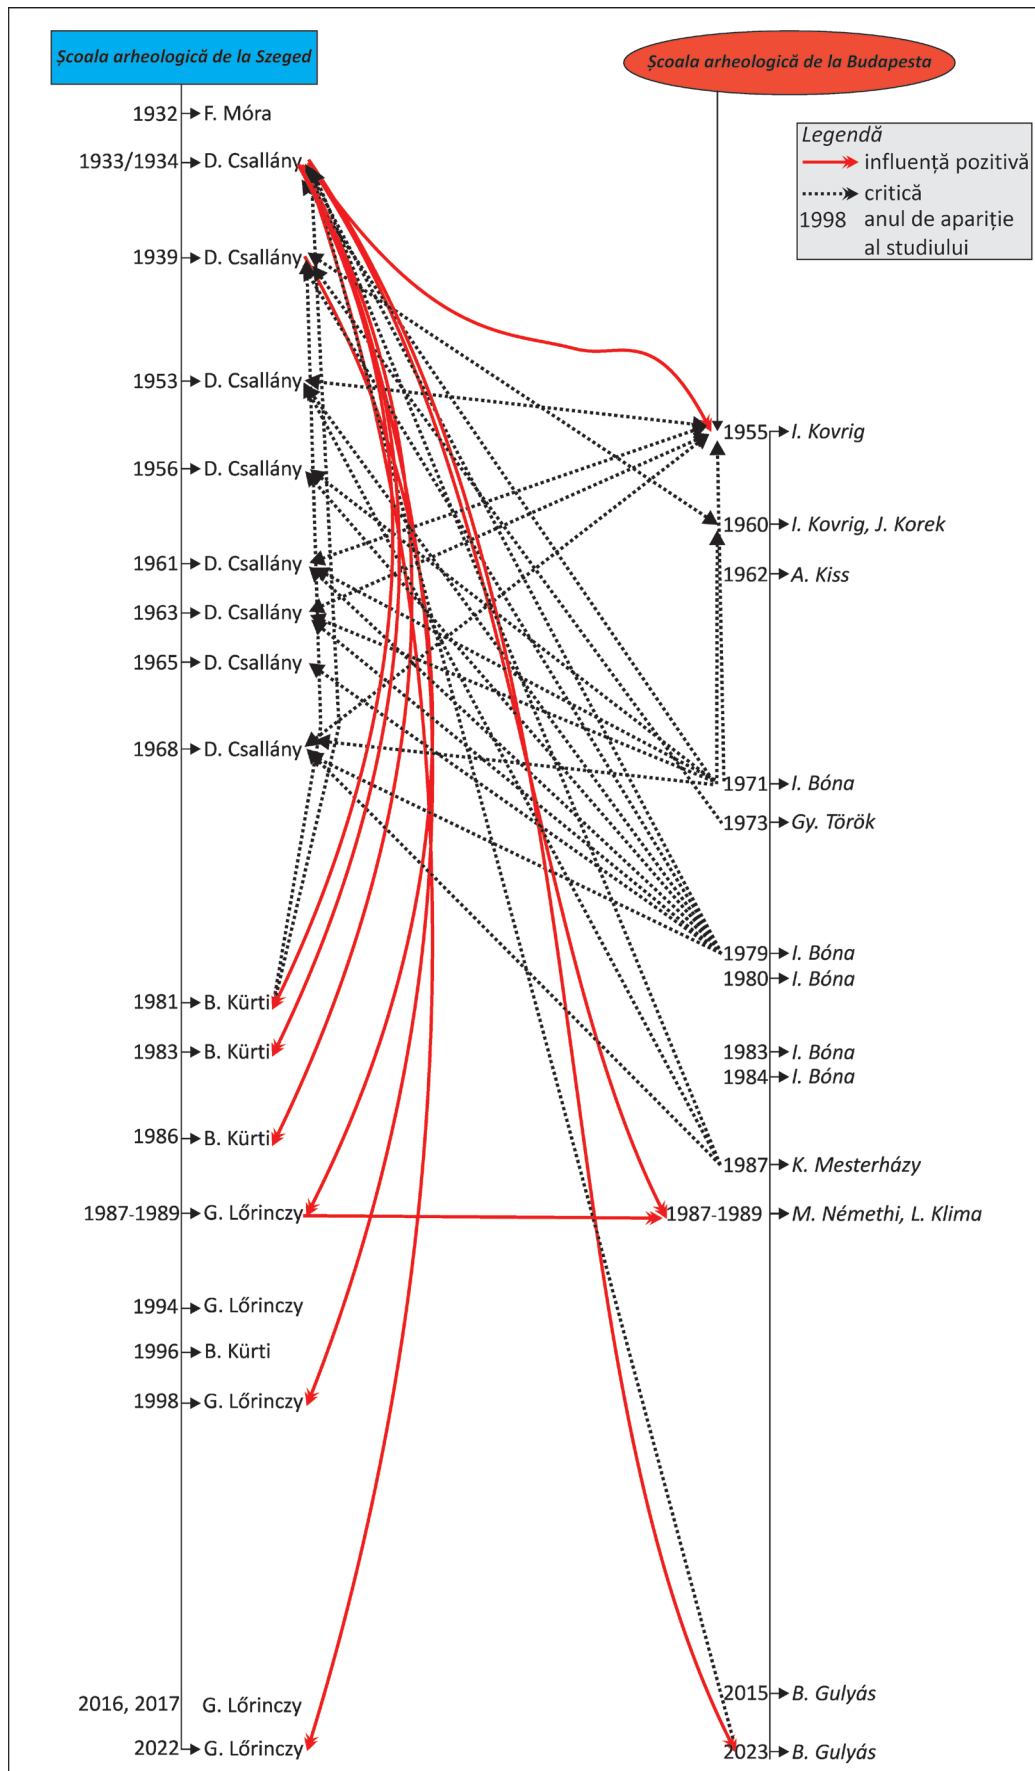 Școala arheologică de la Szeged
1932 F. Móra
1933/1934 D. Csallány
1939 D. Csallány
1953 D. Csallány
1956 D. Csallány
1961 D. Csallány
1963 D. Csallány
1965 D. Csallány
1968 D. Csallány
1981 B. Kürti
1983 B. Kürti
1986 B. Kürti
1987-1989 G. Lőrinczy
1994 G. Lőrinczy
1996 B. Kürti
1998 G. Lőrinczy
2016, 2017 G. Lőrinczy
2022 G. Lőrinczy
Școala arheologică de la Budapesta
Legendă
influență pozitivă
critică
1998 anul de apariție
al studiului
1955 I. Kovrig
1960 I. Kovrig, J. Korek
1962 A. Kiss
1971 I. Bóna
1973 Gy. Török
1979 I. Bóna
1980 I. Bóna
1983 I. Bóna
1984 I. Bóna
1987 K. Mesterházy
1987-1989 M. Némethi, L. Klima
2015 B. Gulyás
2023 B. Gulyás